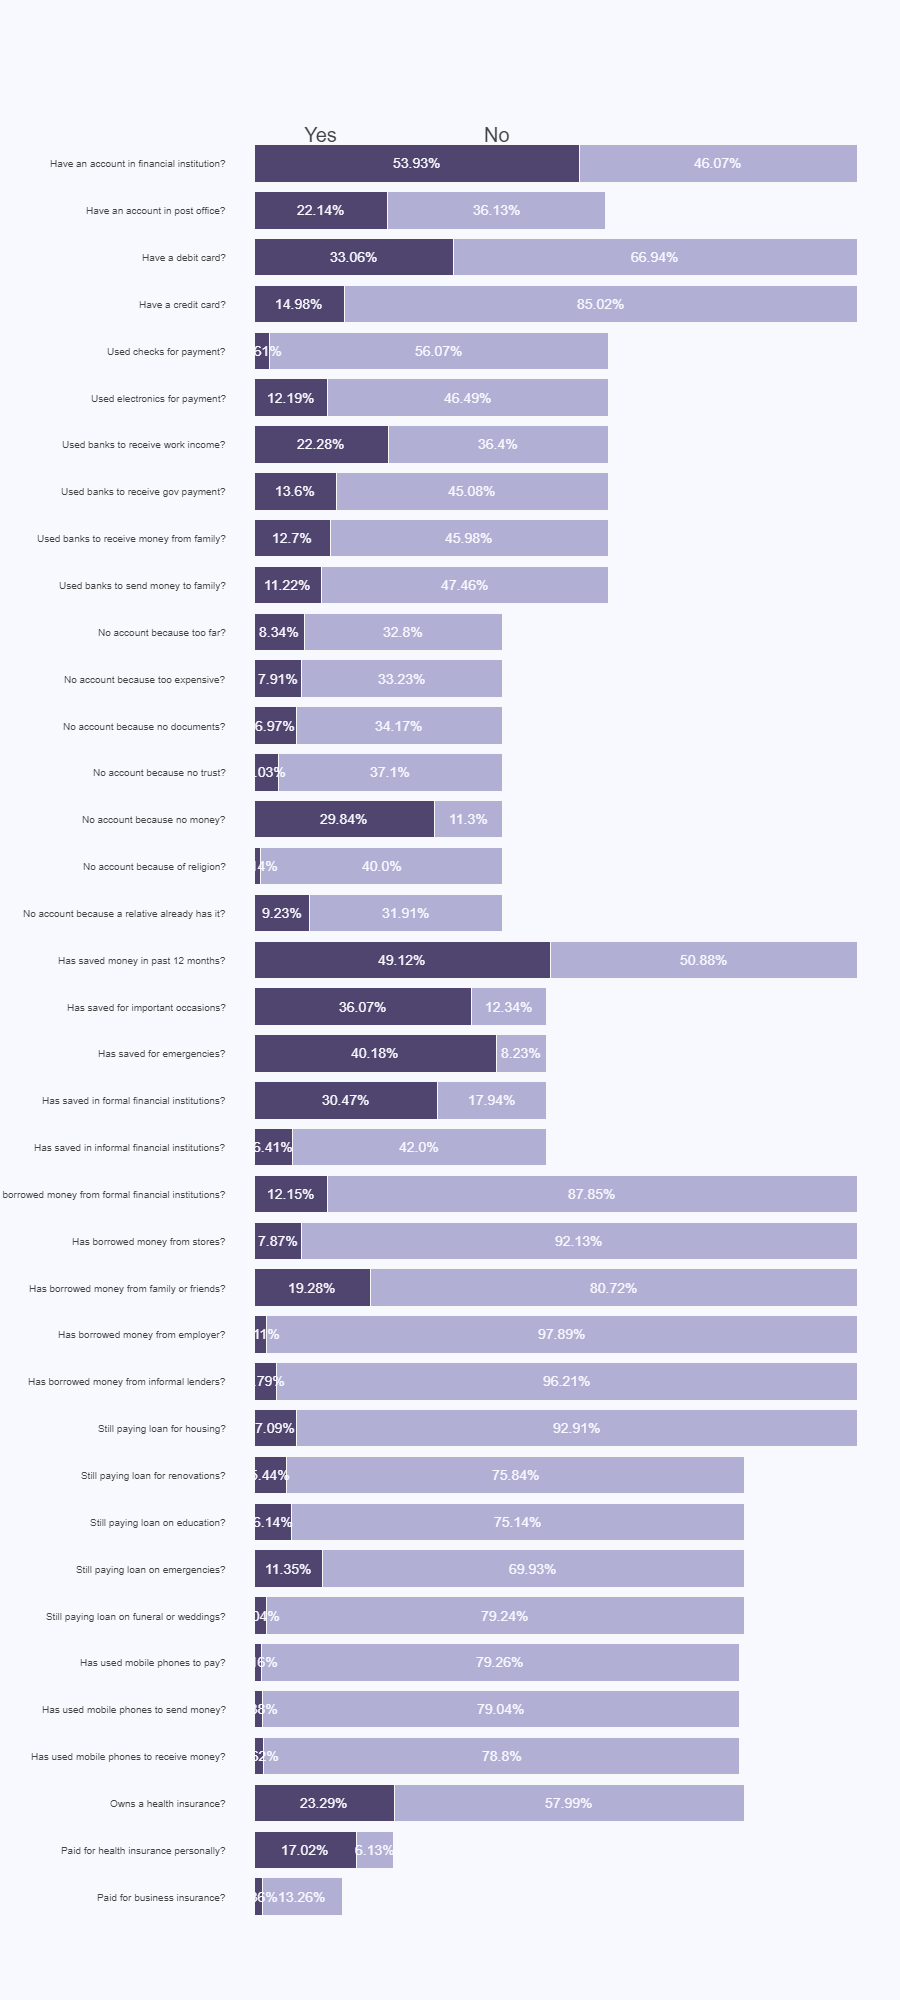 Yes No
Have an account in financial institution? 53.93% 46.07%
Have an account in post office? 22.14% 36.13%
Have a debit card? 33.06% 66.94%
Have a credit card? 14.98% 85.02%
Used checks for payment? 61% 56.07%
Used electronics for payment? 12.19% 46.49%
Used banks to receive work income? 22.28% 36.4%
Used banks to receive gov payment? 13.6% 45.08%
Used banks to receive money from family? 12.7% 45.98%
Used banks to send money to family? 11.22% 47.46%
No account because too far? 8.34% 32.8%
No account because too expensive? 7.91% 33.23%
No account because no documents? 6.97% 34.17%
No account because no trust? .03% 37.1%
No account because no money? 29.84% 11.3%
No account because of religion? 14% 40.0%
No account because a relative already has it? 9.23% 31.91%
Has saved money in past 12 months? 49.12% 50.88%
Has saved for important occasions? 36.07% 12.34%
Has saved for emergencies? 40.18% 8.23%
Has saved in formal financial institutions? 30.47% 17.94%
Has saved in informal financial institutions? 6.41% 42.0%
borrowed money from formal financial institutions? 12.15% 87.85%
Has borrowed money from stores? 7.87% 92.13%
Has borrowed money from family or friends? 19.28% 80.72%
Has borrowed money from employer? 11% 97.89%
Has borrowed money from informal lenders? .79% 96.21%
Still paying loan for housing? 7.09% 92.91%
Still paying loan for renovations? 5.44% 75.84%
Still paying loan on education? 6.14% 75.14%
Still paying loan on emergencies? 11.35% 69.93%
Still paying loan on funeral or weddings? 04% 79.24%
Has used mobile phones to pay? 16% 79.26%
Has used mobile phones to send money? 38% 79.04%
Has used mobile phones to receive money? 62% 78.8%
Owns a health insurance? 23.29% 57.99%
Paid for health insurance personally? 17.02% 6.13%
Paid for business insurance? 36% 13.26%